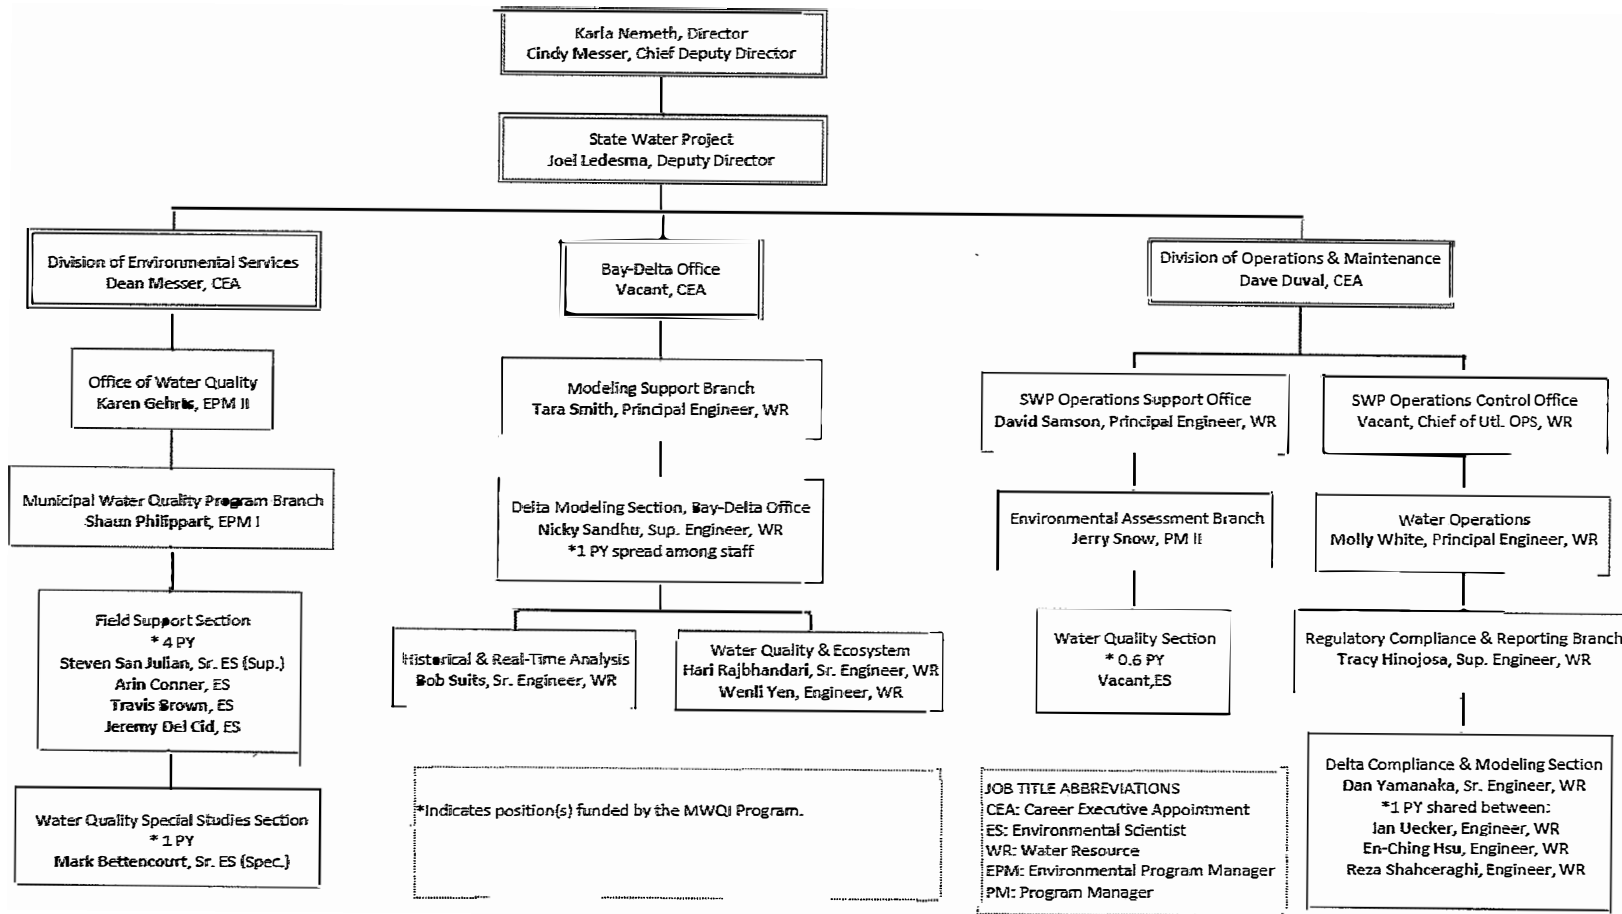 Karla Nemeth, Director
Cindy Messer, Chief Deputy Director
State Water Project
Joel Ledesma, Deputy Director
Division of Environmental Services
Dean Messer, CEA
Bay-Delta Office
Vacant, CEA
Division of Operations & Maintenance
Dave Duval, CEA
Office of Water Quality
Karen Gehrts, EPM II
Modeling Support Branch
Tara Smith, Principal Engineer, WR
SWP Operations Support Office
David Samson, Principal Engineer, WR
SWP Operations Control Office
Vacant, Chief of Utl. OPS, WR
Municipal Water Quality Program Branch
Shaun Philippart, EPM I
Delta Modeling Section, Bay-Delta Office
Nicky Sandhu, Sup. Engineer, WR
*1 PY spread among staff
Environmental Assessment Branch
Jerry Snow, PM II
Water Operations
Molly White, Principal Engineer, WR
Field Support Section
* 4 PY
Steven San Julian, Sr. ES (Sup.)
Arin Conner, ES
Travis Brown, ES
Jeremy Del Cid, ES
Historical & Real-Time Analysis
Bob Suits, Sr. Engineer, WR
Water Quality & Ecosystem
Hari Rajbhandari, Sr. Engineer, WR
Wenli Yen, Engineer, WR
Water Quality Section
* 0.6 PY
Vacant,ES
Regulatory Compliance & Reporting Branch
Tracy Hinojosa, Sup. Engineer, WR
Water Quality Special Studies Section
* 1 PY
Mark Bettencourt, Sr. ES (Spec.)
*Indicates position(s) funded by the MWQI Program.
JOB TITLE ABBREVIATIONS
CEA: Career Executive Appointment
ES: Environmental Scientist
WR: Water Resource
EPM: Environmental Program Manager
PM: Program Manager
Delta Compliance & Modeling Section
Dan Yamanaka, Sr. Engineer, WR
*1 PY shared between:
Ian Uecker, Engineer, WR
En-Ching Hsu, Engineer, WR
Reza Shahceraghi, Engineer, WR